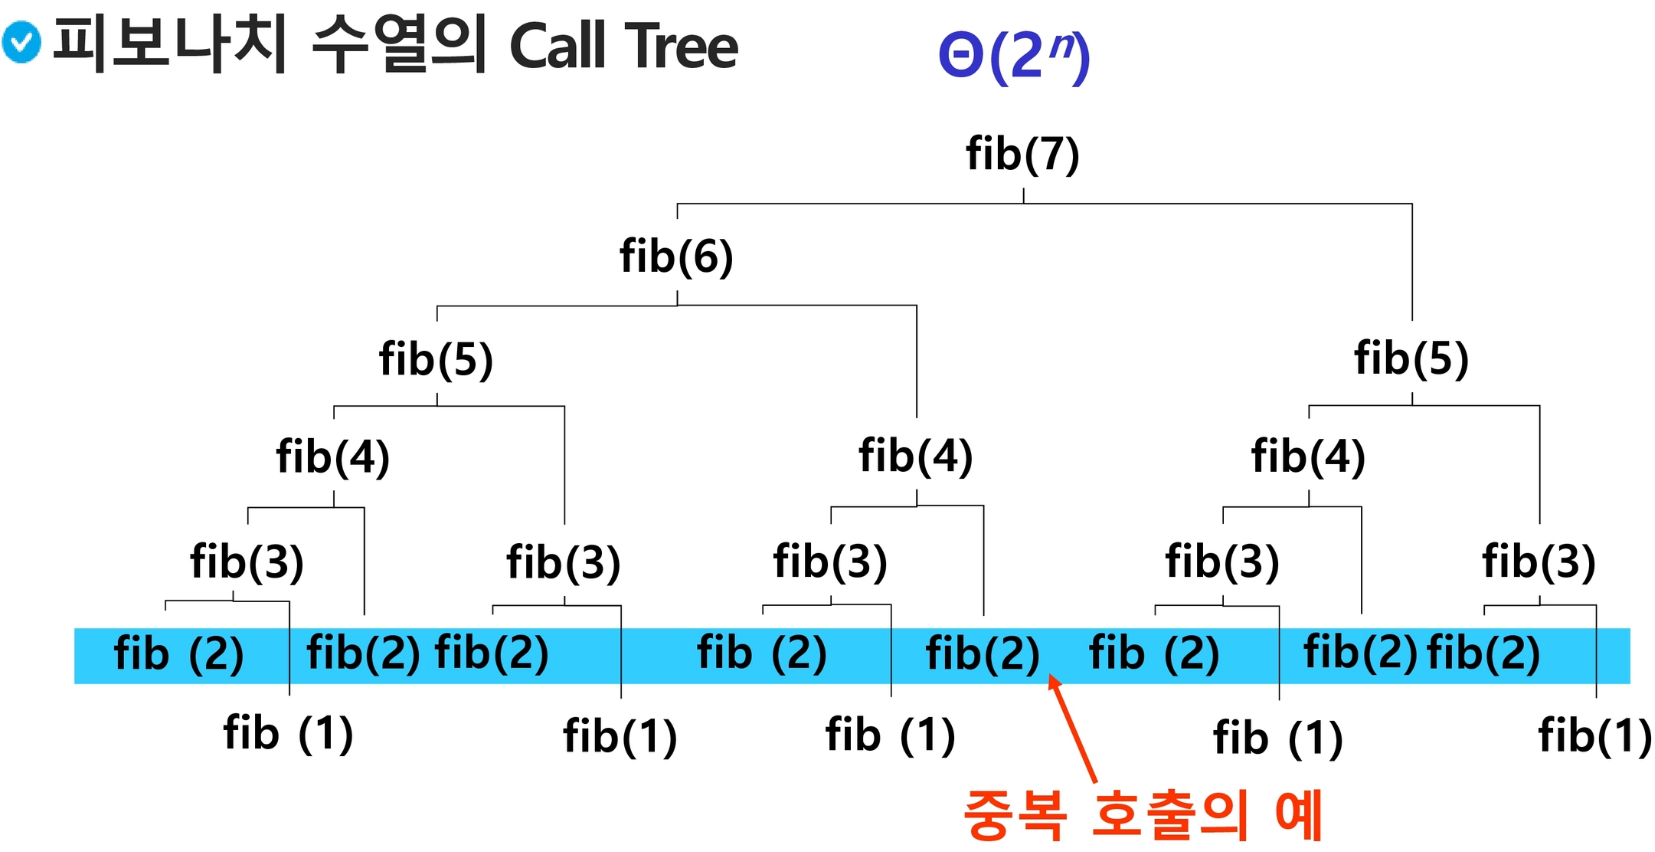 피보나치 수열의 Call Tree
Θ(2ⁿ)
fib(7)
fib(6)
fib(5) fib(5)
fib(4) fib(4) fib(4)
fib(3) fib(3) fib(3) fib(3) fib(3)
fib (2) fib(2) fib(2) fib (2) fib(2) fib (2) fib(2) fib(2)
fib (1) fib(1) fib (1) fib (1) fib(1)
중복 호출의 예